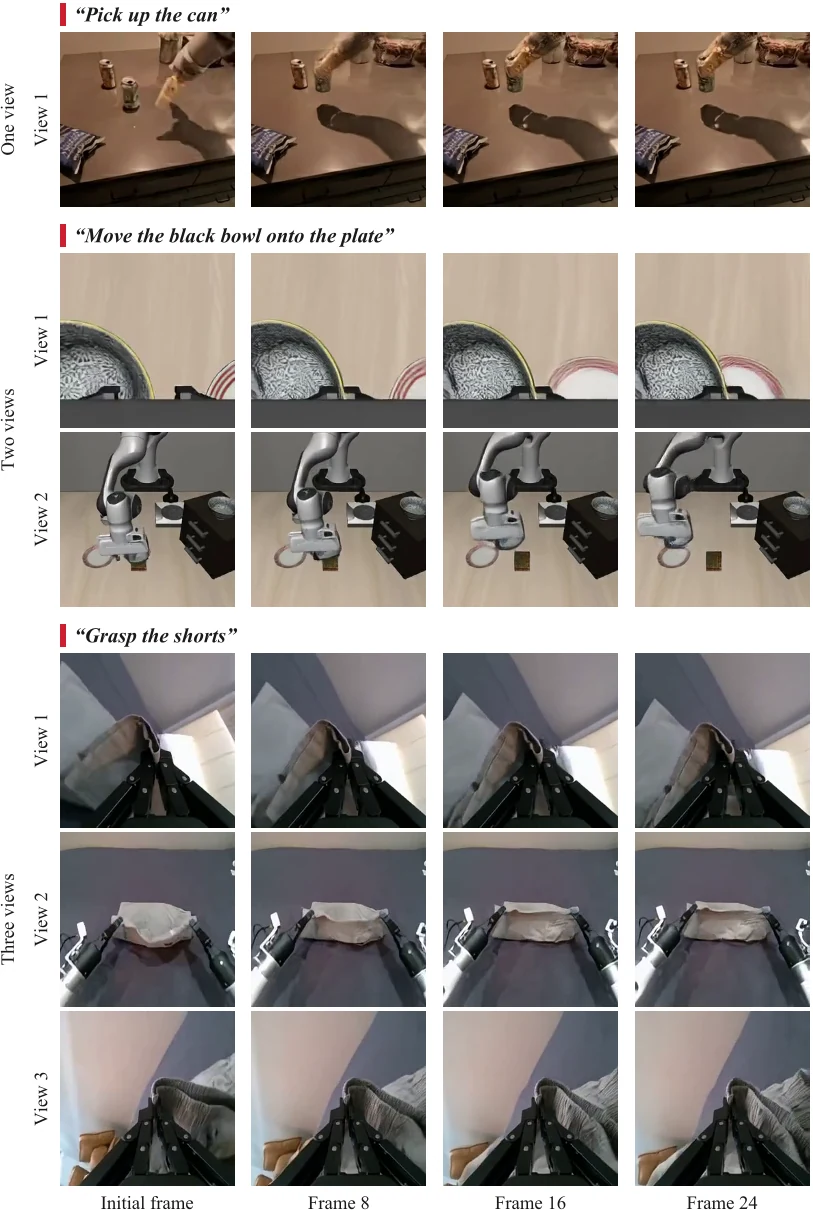 “Pick up the can”
One view
View 1
“Move the black bowl onto the plate”
Two views
View 1
View 2
“Grasp the shorts”
Three views
View 1
View 2
View 3
Initial frame
Frame 8
Frame 16
Frame 24